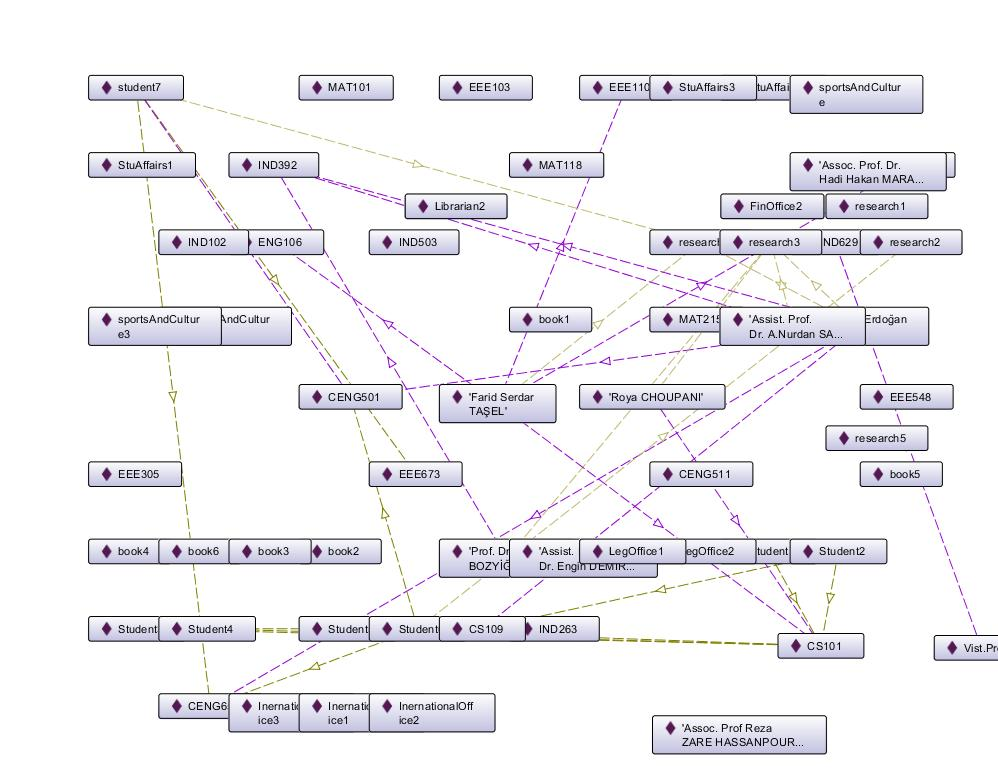 student7
MAT101
EEE103
EEE110
StuAffairs3
sportsAndCultur
e
StuAffairs1
IND392
MAT118
'Assoc. Prof. Dr.
Hadi Hakan MARA...
Librarian2
FinOffice2
research1
IND102
ENG106
IND503
research3
research2
sportsAndCultur
e3
book1
MAT215
'Assist. Prof.
Dr. A.Nurdan SA...
Erdoğan
CENG501
'Farid Serdar
TAŞEL'
'Roya CHOUPANI'
EEE548
research5
EEE305
EEE673
CENG511
book5
book4
book6
book3
book2
'Prof. Dr
'Assist.
Dr. Engin DEMİR...
LegOffice1
Student2
Student4
CS109
IND263
CS101
InernationalOff
ice2
ice3
ice1
'Assoc. Prof Reza
ZARE HASSANPOUR...